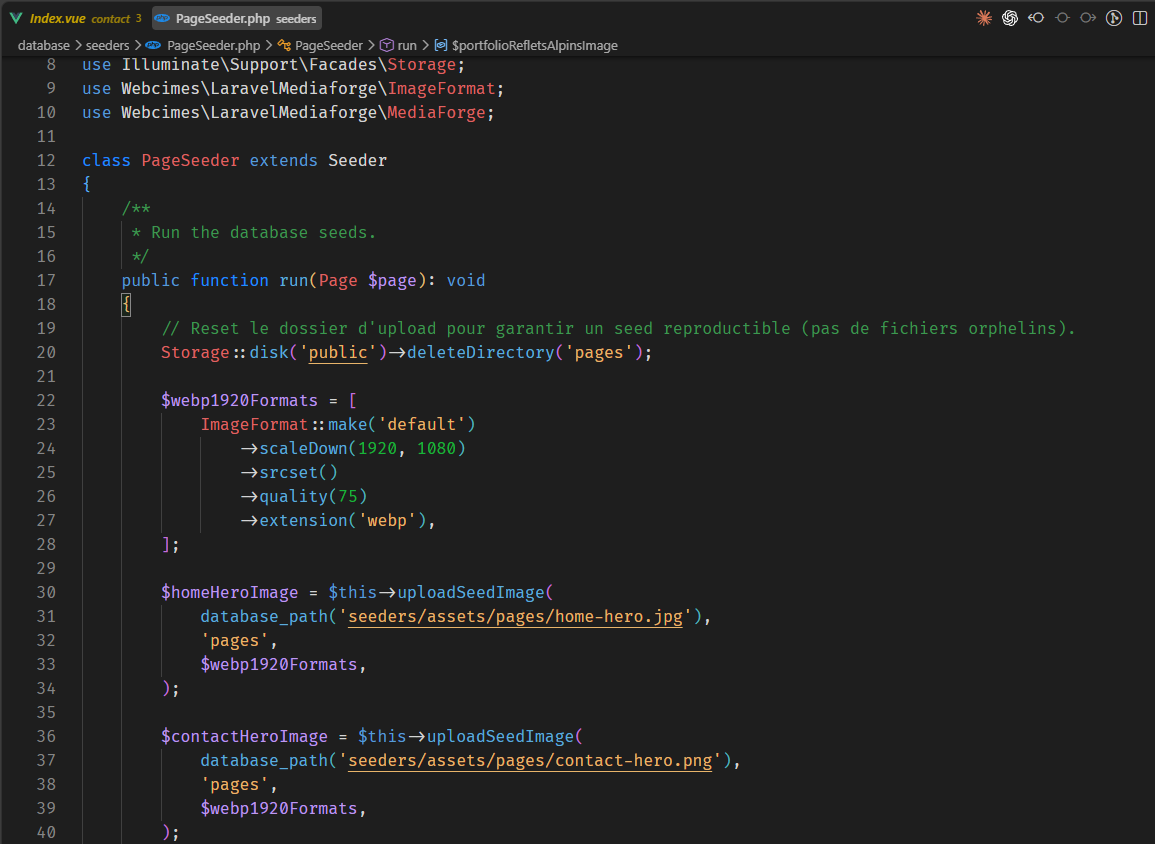 Index.vue contact 3 PageSeeder.php seeders
database > seeders > PageSeeder.php > PageSeeder > run > $portfolioRefletsAlpinsImage
8 use Illuminate\Support\Facades\Storage;
9 use Webcimes\LaravelMediaforge\ImageFormat;
10 use Webcimes\LaravelMediaforge\MediaForge;
11
12 class PageSeeder extends Seeder
13 {
14 /**
15 * Run the database seeds.
16 */
17 public function run(Page $page): void
18 {
19 // Reset le dossier d'upload pour garantir un seed reproductible (pas de fichiers orphelins).
20 Storage::disk('public')->deleteDirectory('pages');
21
22 $webp1920Formats = [
23 ImageFormat::make('default')
24 ->scaleDown(1920, 1080)
25 ->srcset()
26 ->quality(75)
27 ->extension('webp'),
28 ];
29
30 $homeHeroImage = $this->uploadSeedImage(
31 database_path('seeders/assets/pages/home-hero.jpg'),
32 'pages',
33 $webp1920Formats,
34 );
35
36 $contactHeroImage = $this->uploadSeedImage(
37 database_path('seeders/assets/pages/contact-hero.png'),
38 'pages',
39 $webp1920Formats,
40 );